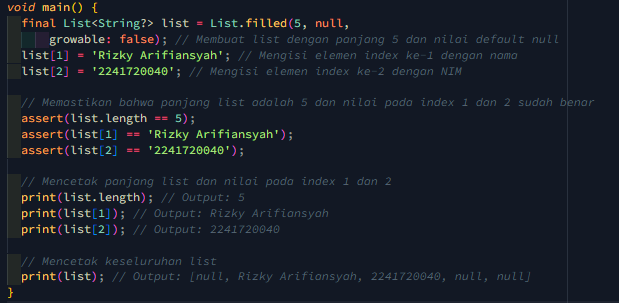 void main() {
  final List<String?> list = List.filled(5, null,
      growable: false); // Membuat list dengan panjang 5 dan nilai default null
  list[1] = 'Rizky Arifiansyah'; // Mengisi elemen index ke-1 dengan nama
  list[2] = '2241720040'; // Mengisi elemen index ke-2 dengan NIM

  // Memastikan bahwa panjang list adalah 5 dan nilai pada index 1 dan 2 sudah benar
  assert(list.length == 5);
  assert(list[1] == 'Rizky Arifiansyah');
  assert(list[2] == '2241720040');

  // Mencetak panjang list dan nilai pada index 1 dan 2
  print(list.length); // Output: 5
  print(list[1]); // Output: Rizky Arifiansyah
  print(list[2]); // Output: 2241720040

  // Mencetak keseluruhan list
  print(list); // Output: [null, Rizky Arifiansyah, 2241720040, null, null]
}